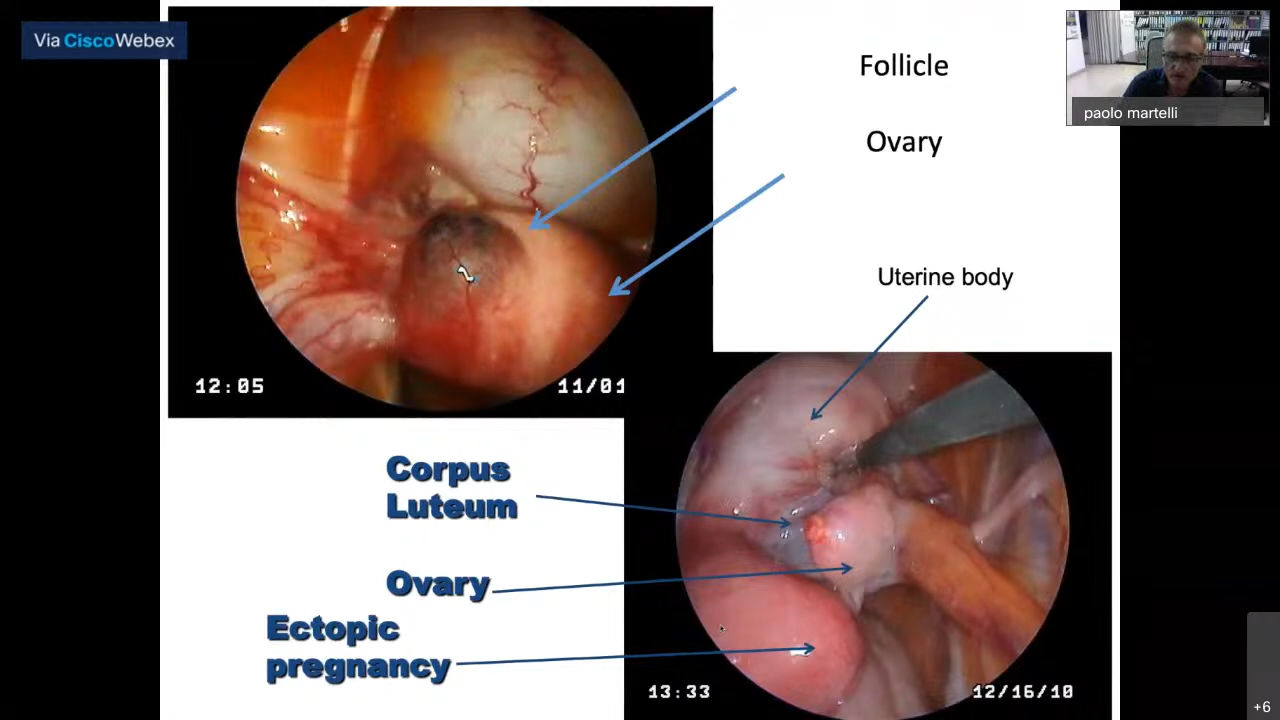 Via CiscoWebex
Follicle
Ovary
paolo martelli
Uterine body
12:05
11/01
Corpus
Luteum
Ovary
Ectopic
pregnancy
13:33
12/16/10
+6